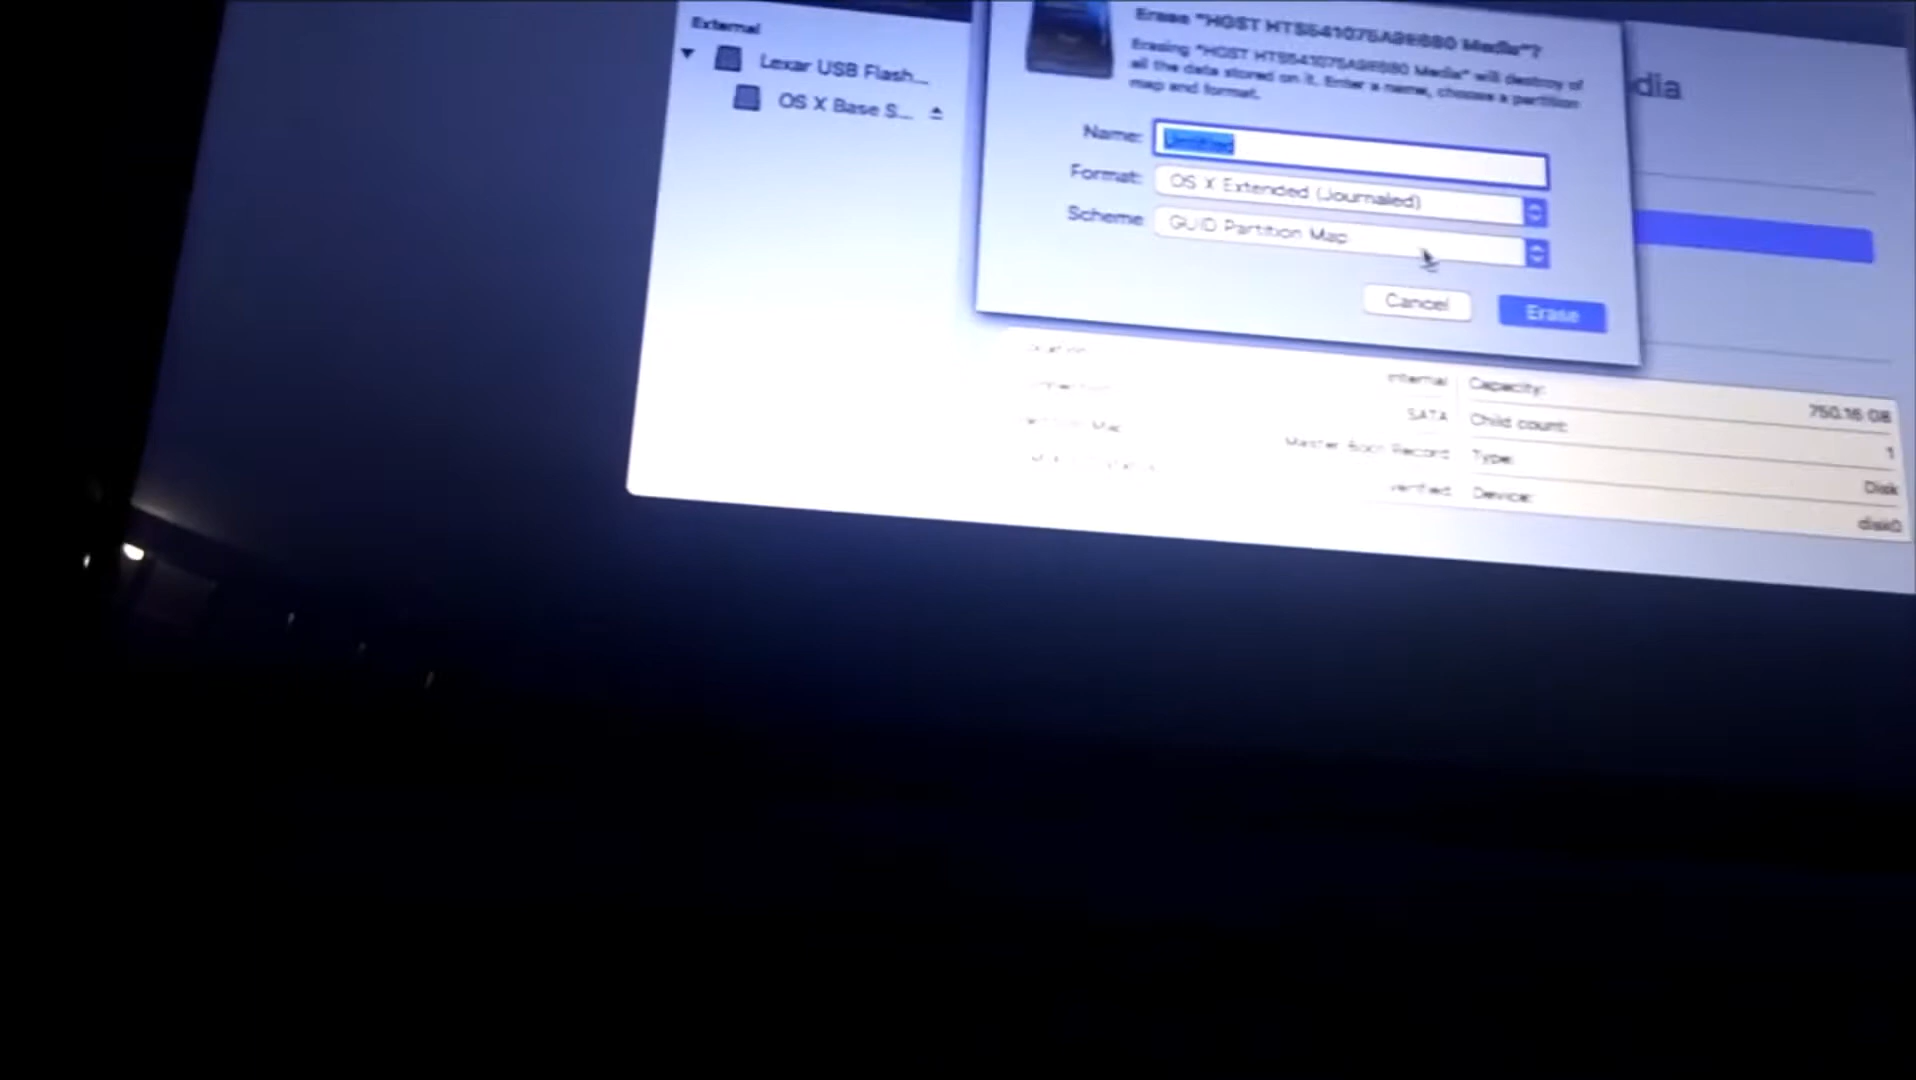 External
Lexar USB Flash...
OS X Base S...
Erase "HGST HTS541075A9E680 Media"?
Erasing "HGST HTS541075A9E680 Media" will destroy
all the data stored on it. Enter a name, choose a partition
map and format.
dia
Name:
Untitled
Format:
OS X Extended (Journaled)
Scheme
GUID Partition Map
Cancel
Erase
Internal
Capacity:
750.16 GB
SATA
Child count:
1
Master Boot Record
Type:
Disk
Verified
Device:
disk0